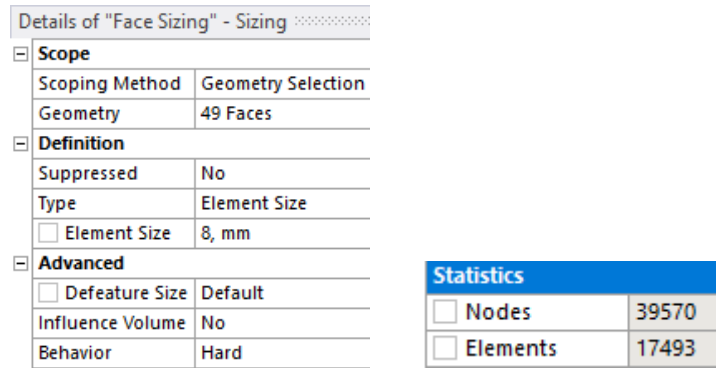 Details of "Face Sizing" - Sizing
Scope
Scoping Method Geometry Selection
Geometry 49 Faces
Definition
Suppressed No
Type Element Size
Element Size 8, mm
Advanced
Defeature Size Default
Influence Volume No
Behavior Hard
Statistics
Nodes 39570
Elements 17493